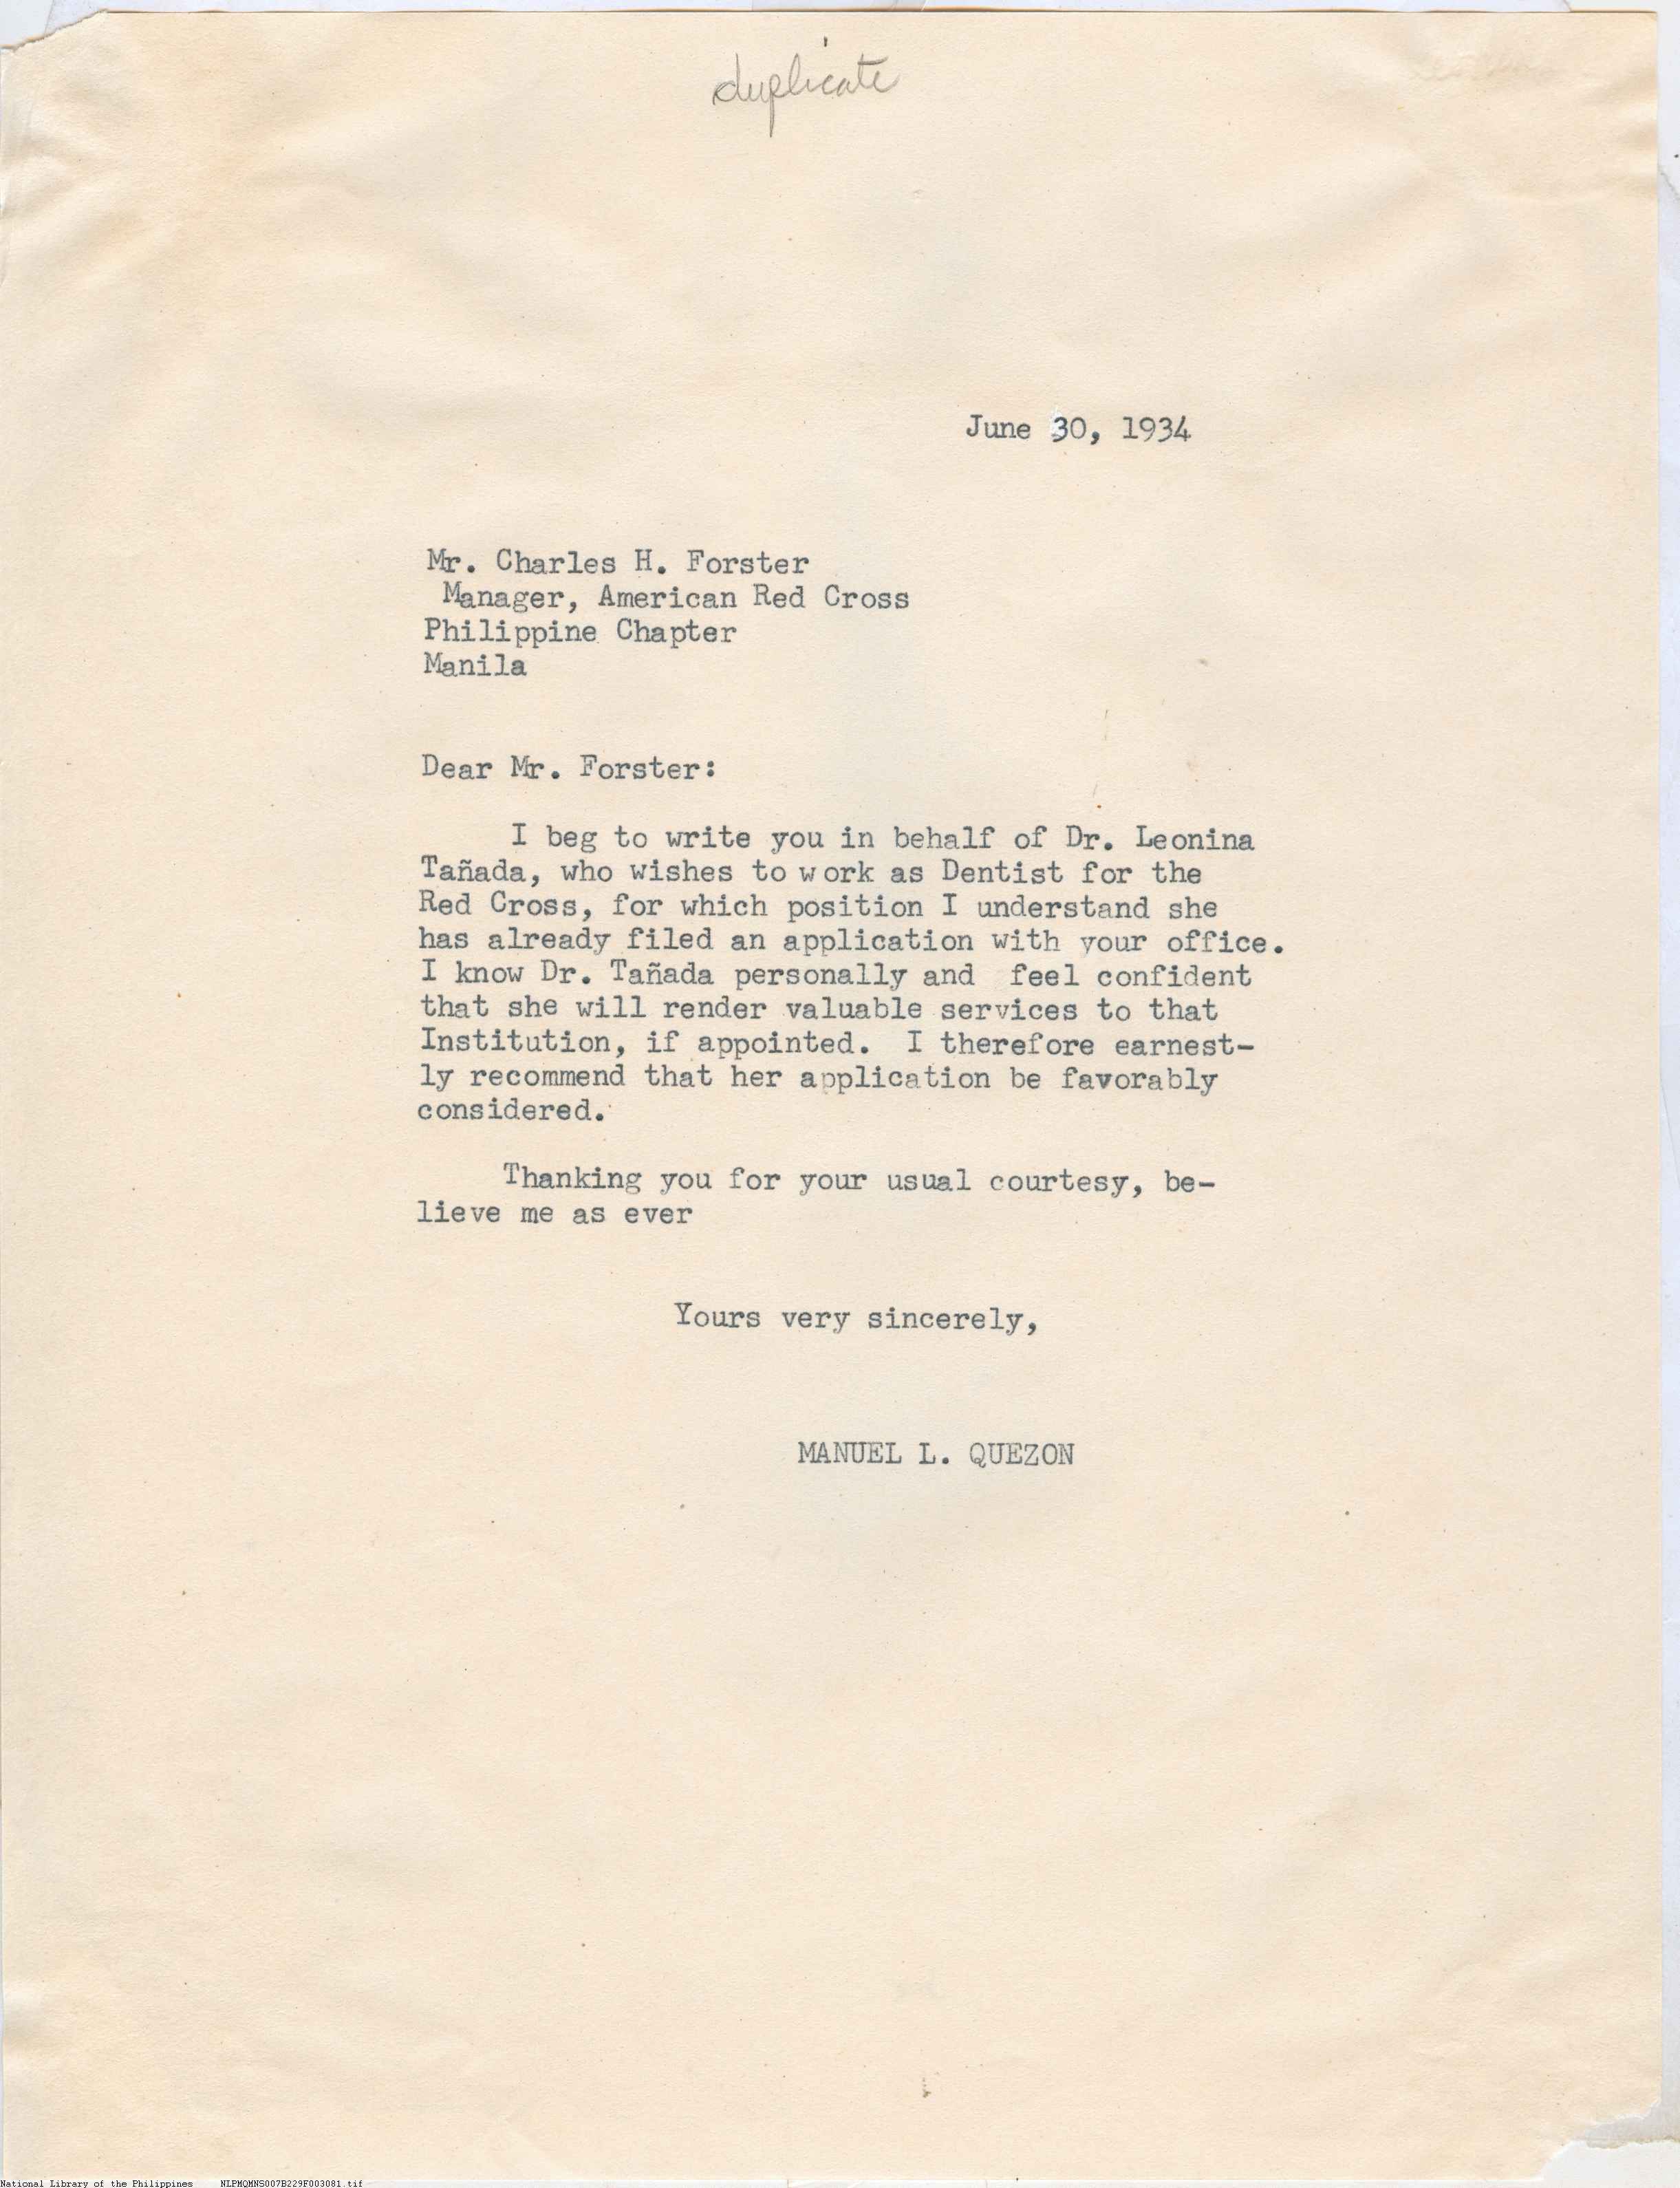 duplicate
June 30, 1934
Mr. Charles H. Forster
Manager, American Red Cross
Philippine Chapter
Manila
Dear Mr. Forster:
I beg to write you in behalf of Dr. Leonina
Tañada, who wishes to work as Dentist for the
Red Cross, for which position I understand she
has already filed an application with your office.
I know Dr. Tañada personally and feel confident
that she will render valuable services to that
Institution, if appointed. I therefore earnest-
ly recommend that her application be favorably
considered.
Thanking you for your usual courtesy, be-
lieve me as ever
Yours very sincerely,
MANUEL L. QUEZON
National Library of the Philippines NLPMQMNS007B229F003081.tif